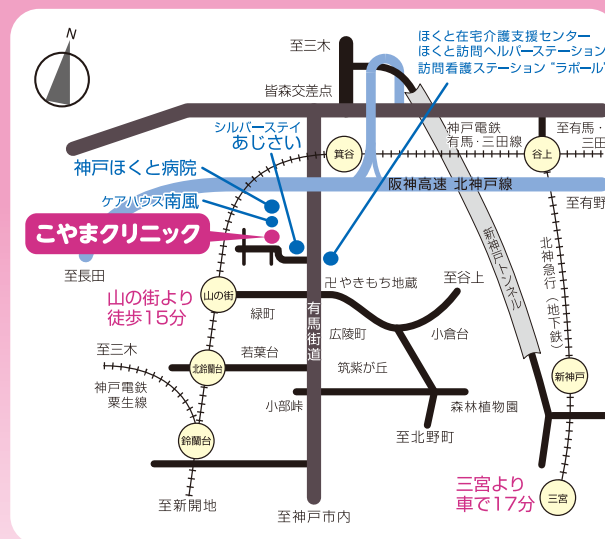 N
至三木
ほくと在宅介護支援センター
ほくと訪問ヘルパーステーション
訪問看護ステーション “ラポール”
皆森交差点
シルバーステイ
あじさい
神戸電鉄
有馬・三田線
至有馬・
三田
箕谷
谷上
神戸ほくと病院
阪神高速 北神戸線
ケアハウス南風
至有野
こやまクリニック
新神戸トンネル
北神急行(地下鉄)
至長田
卍やきもち地蔵
至谷上
山の街より
徒歩15分
山の街
緑町
有馬街道
広陵町
小倉台
至三木
若葉台
北鈴蘭台
筑紫が丘
新神戸
神戸電鉄
粟生線
小部峠
森林植物園
鈴蘭台
至北野町
三宮より
車で17分
三宮
至新開地
至神戸市内